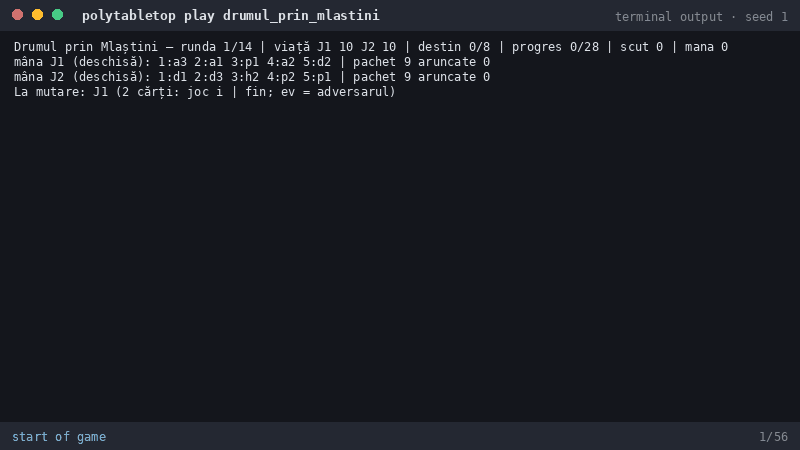 polytabletop play drumul_prin_mlastini
terminal output · seed 1
Drumul prin Mlaștini — runda 1/14 | viață J1 10 J2 10 | destin 0/8 | progres 0/28 | scut 0 | mana 0
mâna J1 (deschisă): 1:a3 2:a1 3:p1 4:a2 5:d2 | pachet 9 aruncate 0
mâna J2 (deschisă): 1:d1 2:d3 3:h2 4:p2 5:p1 | pachet 9 aruncate 0
La mutare: J1 (2 cărți: joc i | fin; ev = adversarul)
start of game
1/56